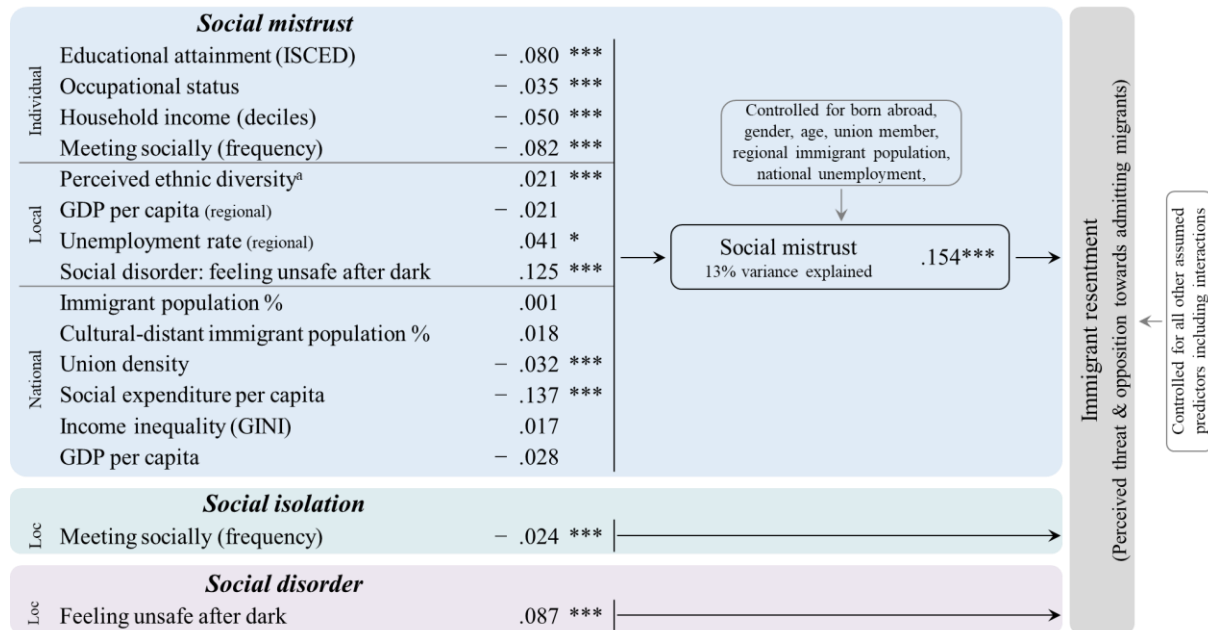 Social mistrust
Individual
Educational attainment (ISCED) − .080 ***
Occupational status − .035 ***
Household income (deciles) − .050 ***
Meeting socially (frequency) − .082 ***
Local
Perceived ethnic diversityᵃ .021 ***
GDP per capita (regional) − .021
Unemployment rate (regional) .041 *
Social disorder: feeling unsafe after dark .125 ***
National
Immigrant population % .001
Cultural-distant immigrant population % .018
Union density − .032 ***
Social expenditure per capita − .137 ***
Income inequality (GINI) .017
GDP per capita − .028
Controlled for born abroad,
gender, age, union member,
regional immigrant population,
national unemployment,
Social mistrust .154***
13% variance explained
Social isolation
Loc
Meeting socially (frequency) − .024 ***
Social disorder
Loc
Feeling unsafe after dark .087 ***
Immigrant resentment
(Perceived threat & opposition towards admitting migrants)
Controlled for all other assumed
predictors including interactions